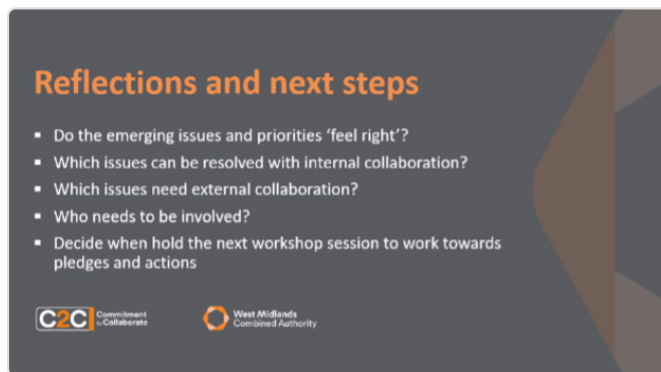 Reflections and next steps
▪ Do the emerging issues and priorities ‘feel right’?
▪ Which issues can be resolved with internal collaboration?
▪ Which issues need external collaboration?
▪ Who needs to be involved?
▪ Decide when hold the next workshop session to work towards
pledges and actions
C2C Commitment
to Collaborate
West Midlands
Combined Authority